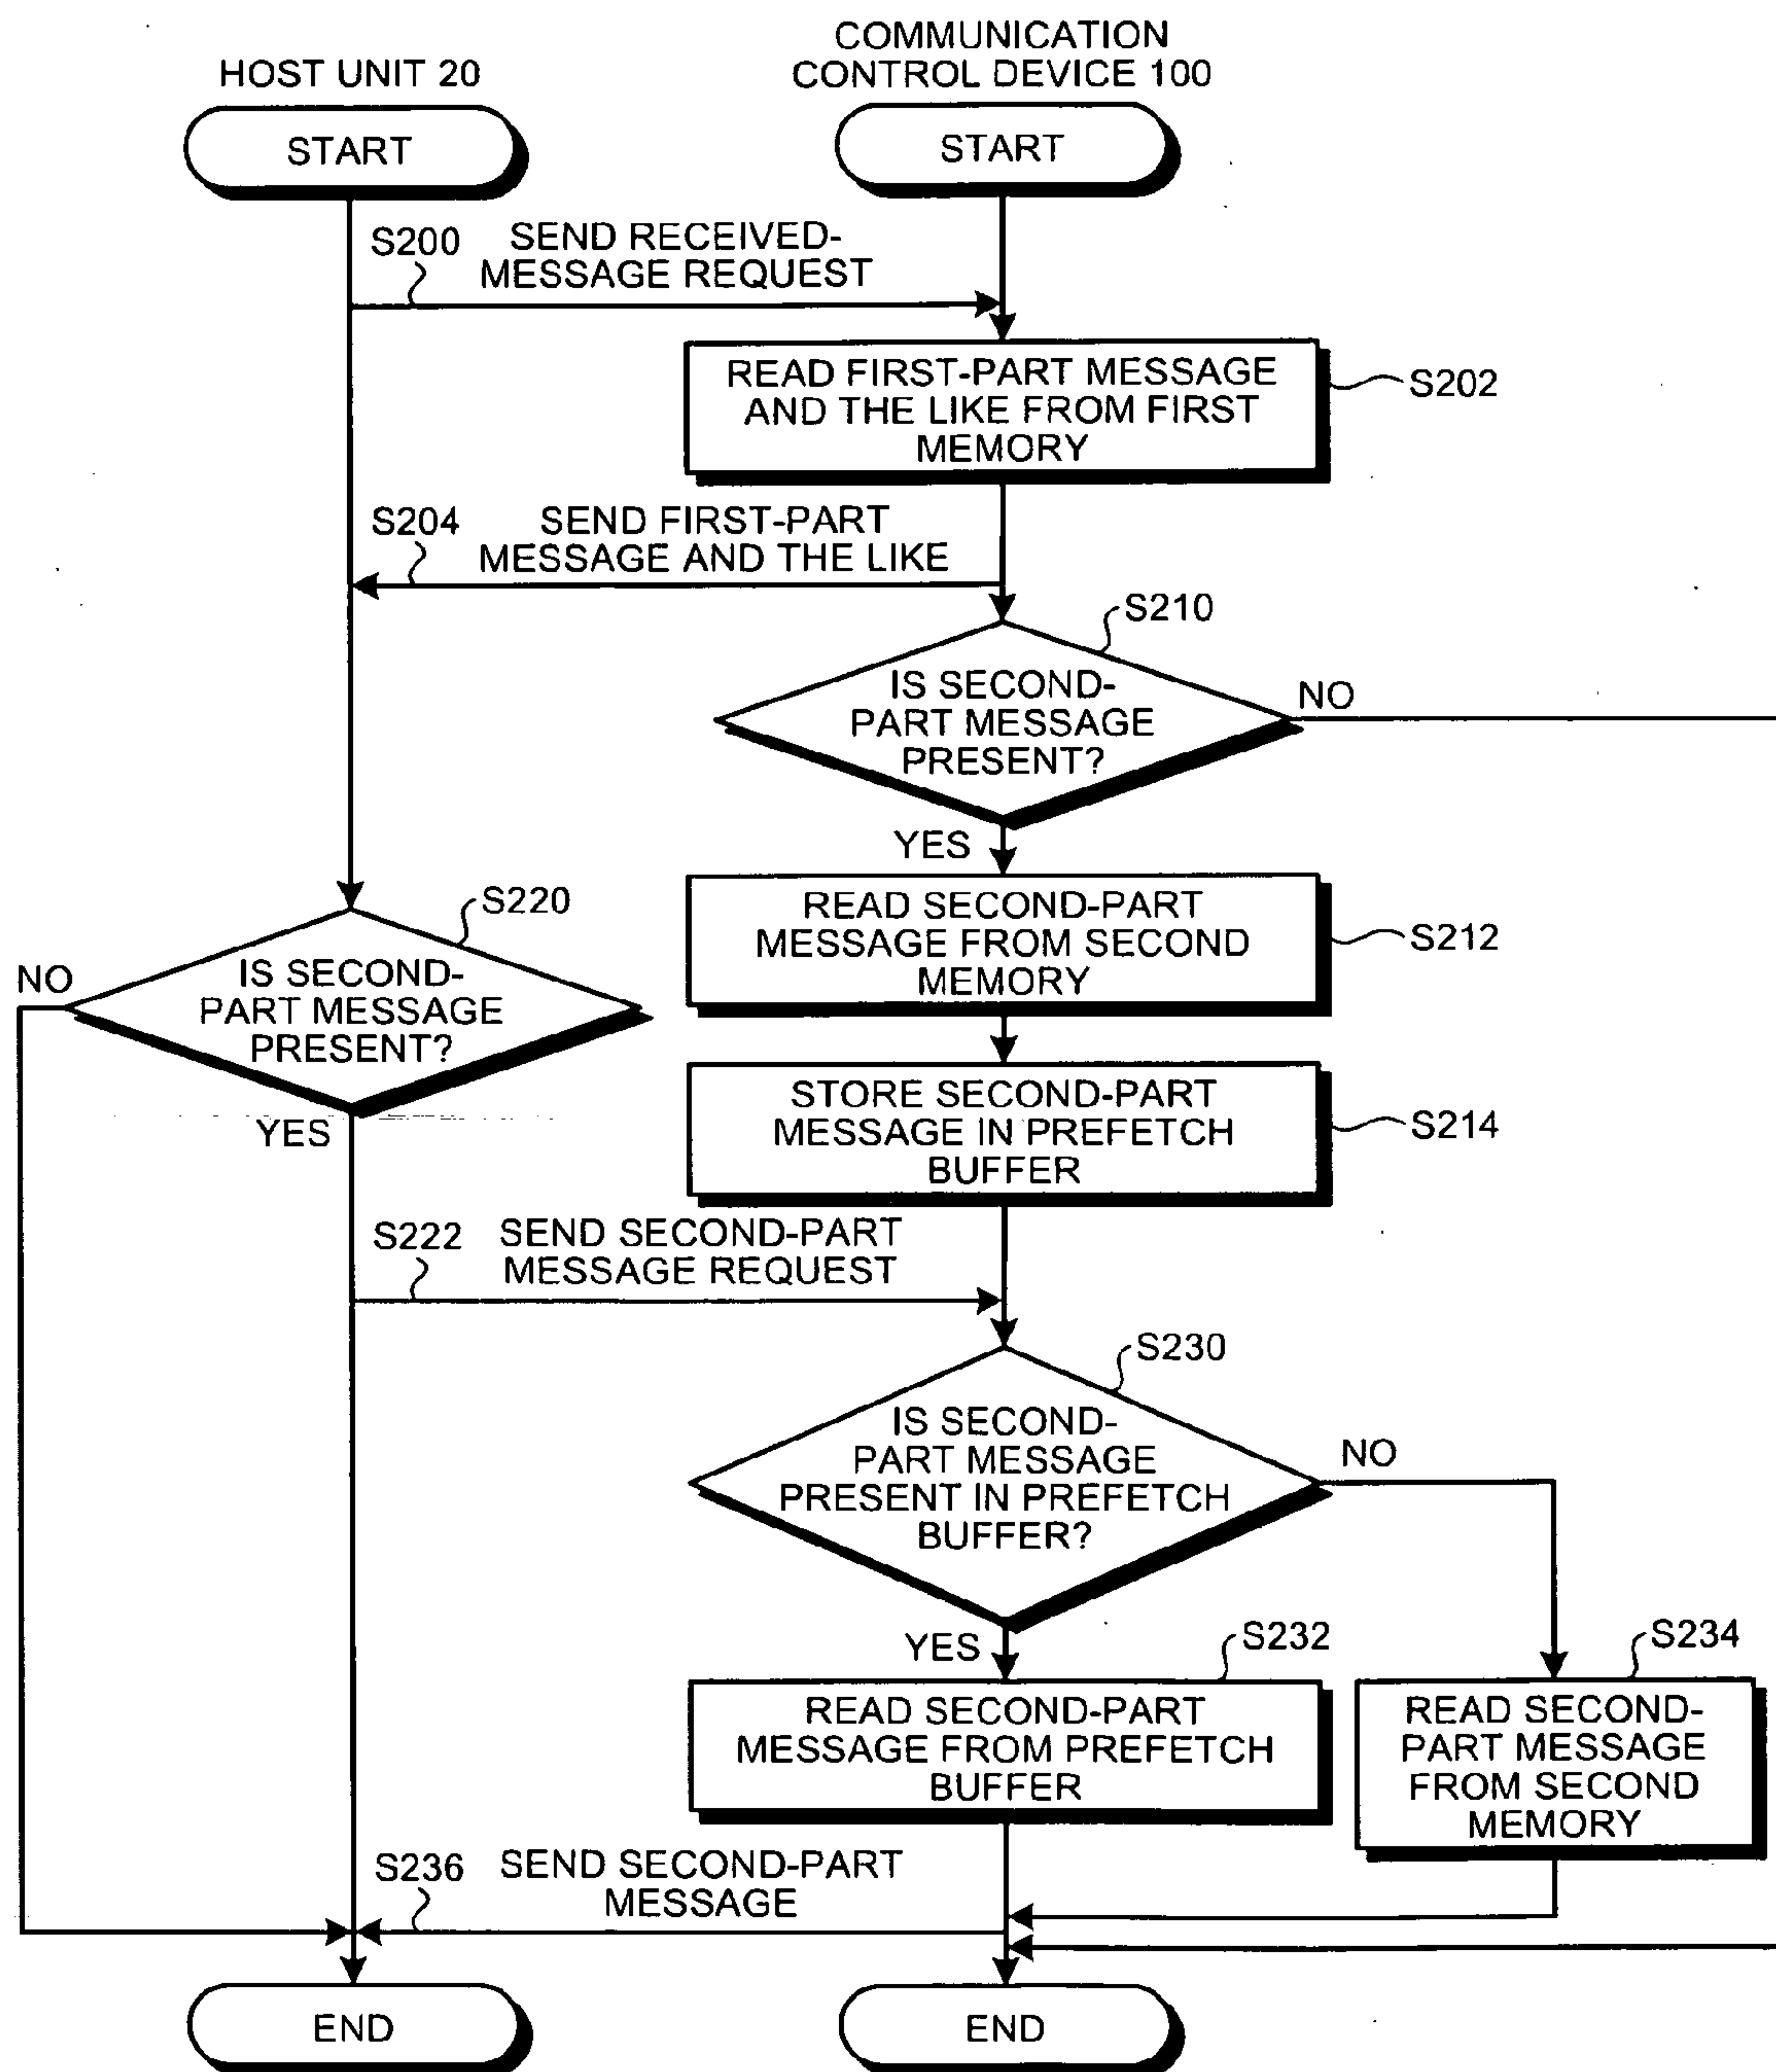 HOST UNIT 20
COMMUNICATION
CONTROL DEVICE 100
START
START
S200
SEND RECEIVED-
MESSAGE REQUEST
READ FIRST-PART MESSAGE
AND THE LIKE FROM FIRST
MEMORY
S202
S204
SEND FIRST-PART
MESSAGE AND THE LIKE
S210
IS SECOND-
PART MESSAGE
PRESENT?
NO
YES
READ SECOND-PART
MESSAGE FROM SECOND
MEMORY
S212
S220
NO
IS SECOND-
PART MESSAGE
PRESENT?
YES
STORE SECOND-PART
MESSAGE IN PREFETCH
BUFFER
S214
S222
SEND SECOND-PART
MESSAGE REQUEST
S230
IS SECOND-
PART MESSAGE
PRESENT IN PREFETCH
BUFFER?
NO
YES
S232
READ SECOND-PART
MESSAGE FROM PREFETCH
BUFFER
S234
READ SECOND-
PART MESSAGE
FROM SECOND
MEMORY
S236
SEND SECOND-PART
MESSAGE
END
END